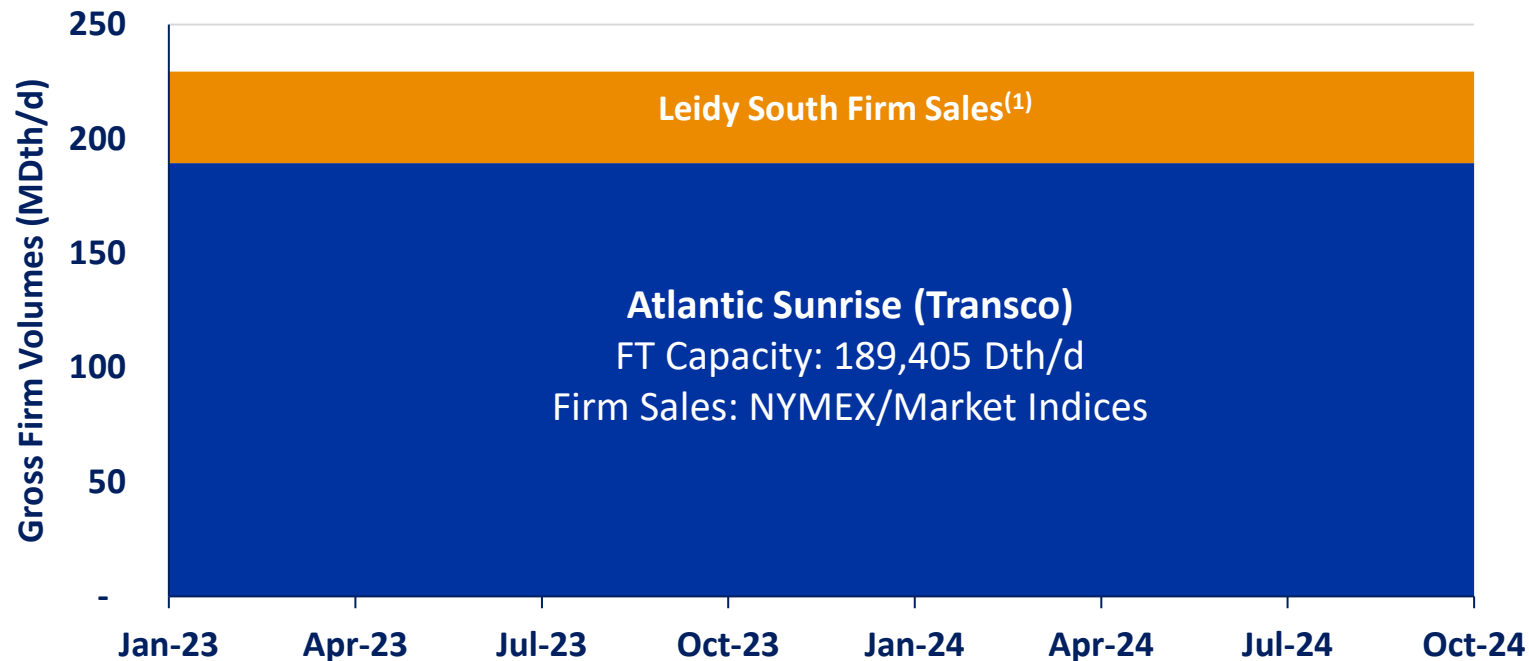 Gross Firm Volumes (MDth/d)
250
200
150
100
50
-
Leidy South Firm Sales(1)
Atlantic Sunrise (Transco)
FT Capacity: 189,405 Dth/d
Firm Sales: NYMEX/Market Indices
Jan-23 Apr-23 Jul-23 Oct-23 Jan-24 Apr-24 Jul-24 Oct-24